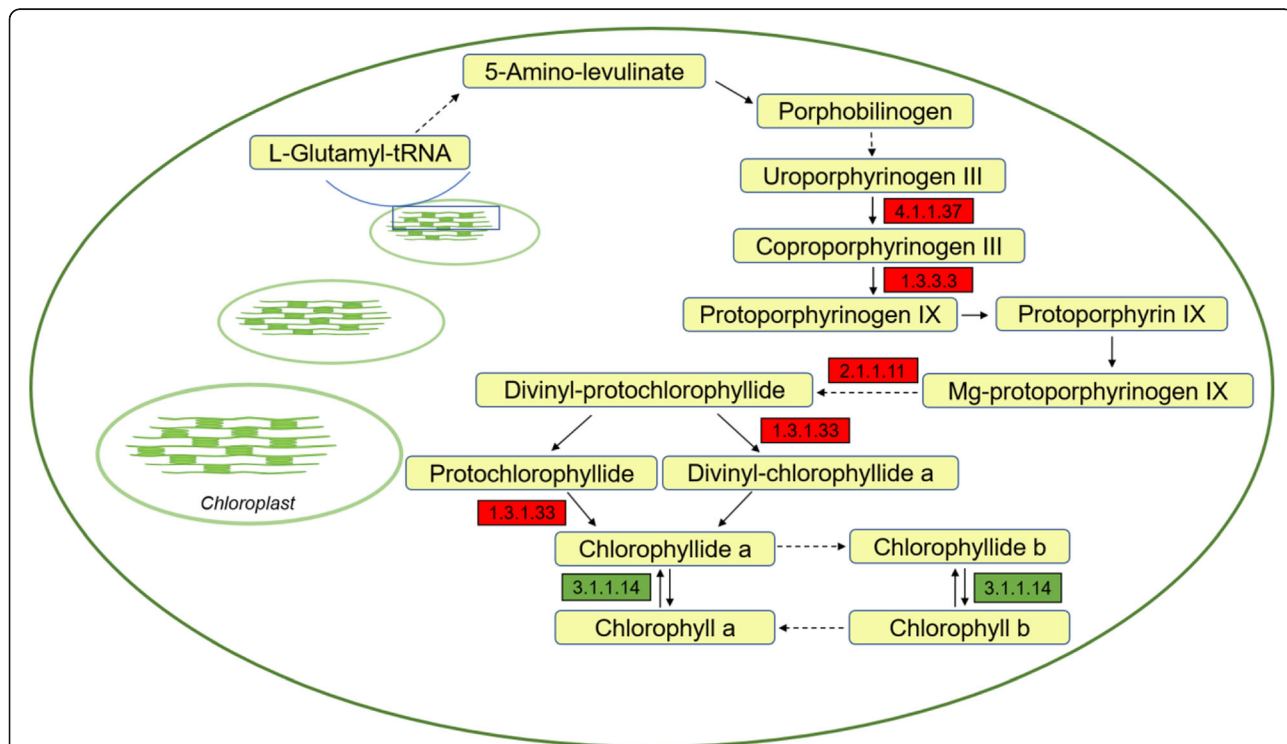 5-Amino-levulinate
Porphobilinogen
L-Glutamyl-tRNA
Uroporphyrinogen III
4.1.1.37
Coproporphyrinogen III
1.3.3.3
Protoporphyrinogen IX
Protoporphyrin IX
2.1.1.11
Divinyl-protochlorophyllide
Mg-protoporphyrinogen IX
1.3.1.33
Protochlorophyllide
Divinyl-chlorophyllide a
Chloroplast
1.3.1.33
Chlorophyllide a
Chlorophyllide b
3.1.1.14
3.1.1.14
Chlorophyll a
Chlorophyll b